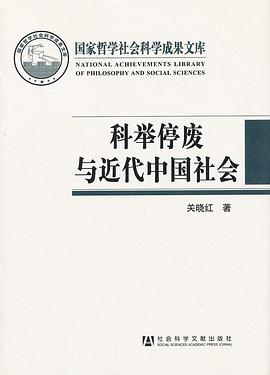 国家哲学社会科学成果文库
NATIONAL ACHIEVEMENTS LIBRARY
OF PHILOSOPHY AND SOCIAL SCIENCES
科举停废
与近代中国社会
关晓红 著
社会科学文献出版社
SOCIAL SCIENCES ACADEMIC PRESS (CHINA)